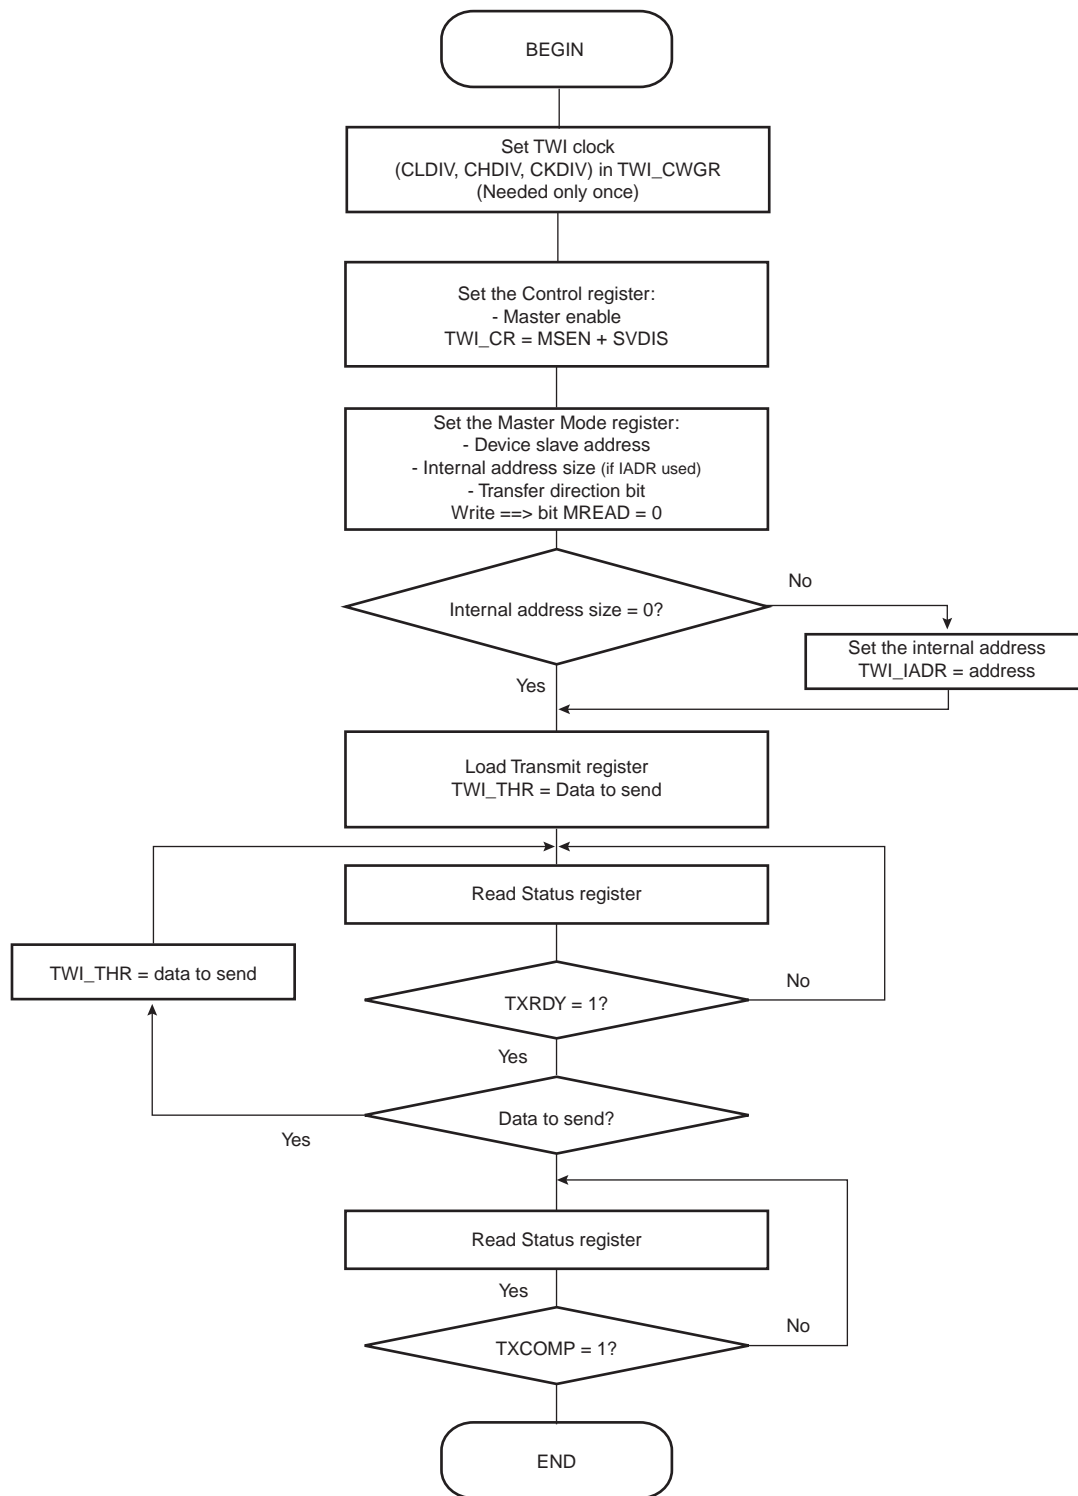 BEGIN
Set TWI clock
(CLDIV, CHDIV, CKDIV) in TWI_CWGR
(Needed only once)
Set the Control register:
- Master enable
TWI_CR = MSEN + SVDIS
Set the Master Mode register:
- Device slave address
- Internal address size (if IADR used)
- Transfer direction bit
Write ==> bit MREAD = 0
No
Internal address size = 0?
Set the internal address
TWI_IADR = address
Yes
Load Transmit register
TWI_THR = Data to send
Read Status register
TWI_THR = data to send
No
TXRDY = 1?
Yes
Data to send?
Yes
Read Status register
Yes
No
TXCOMP = 1?
END